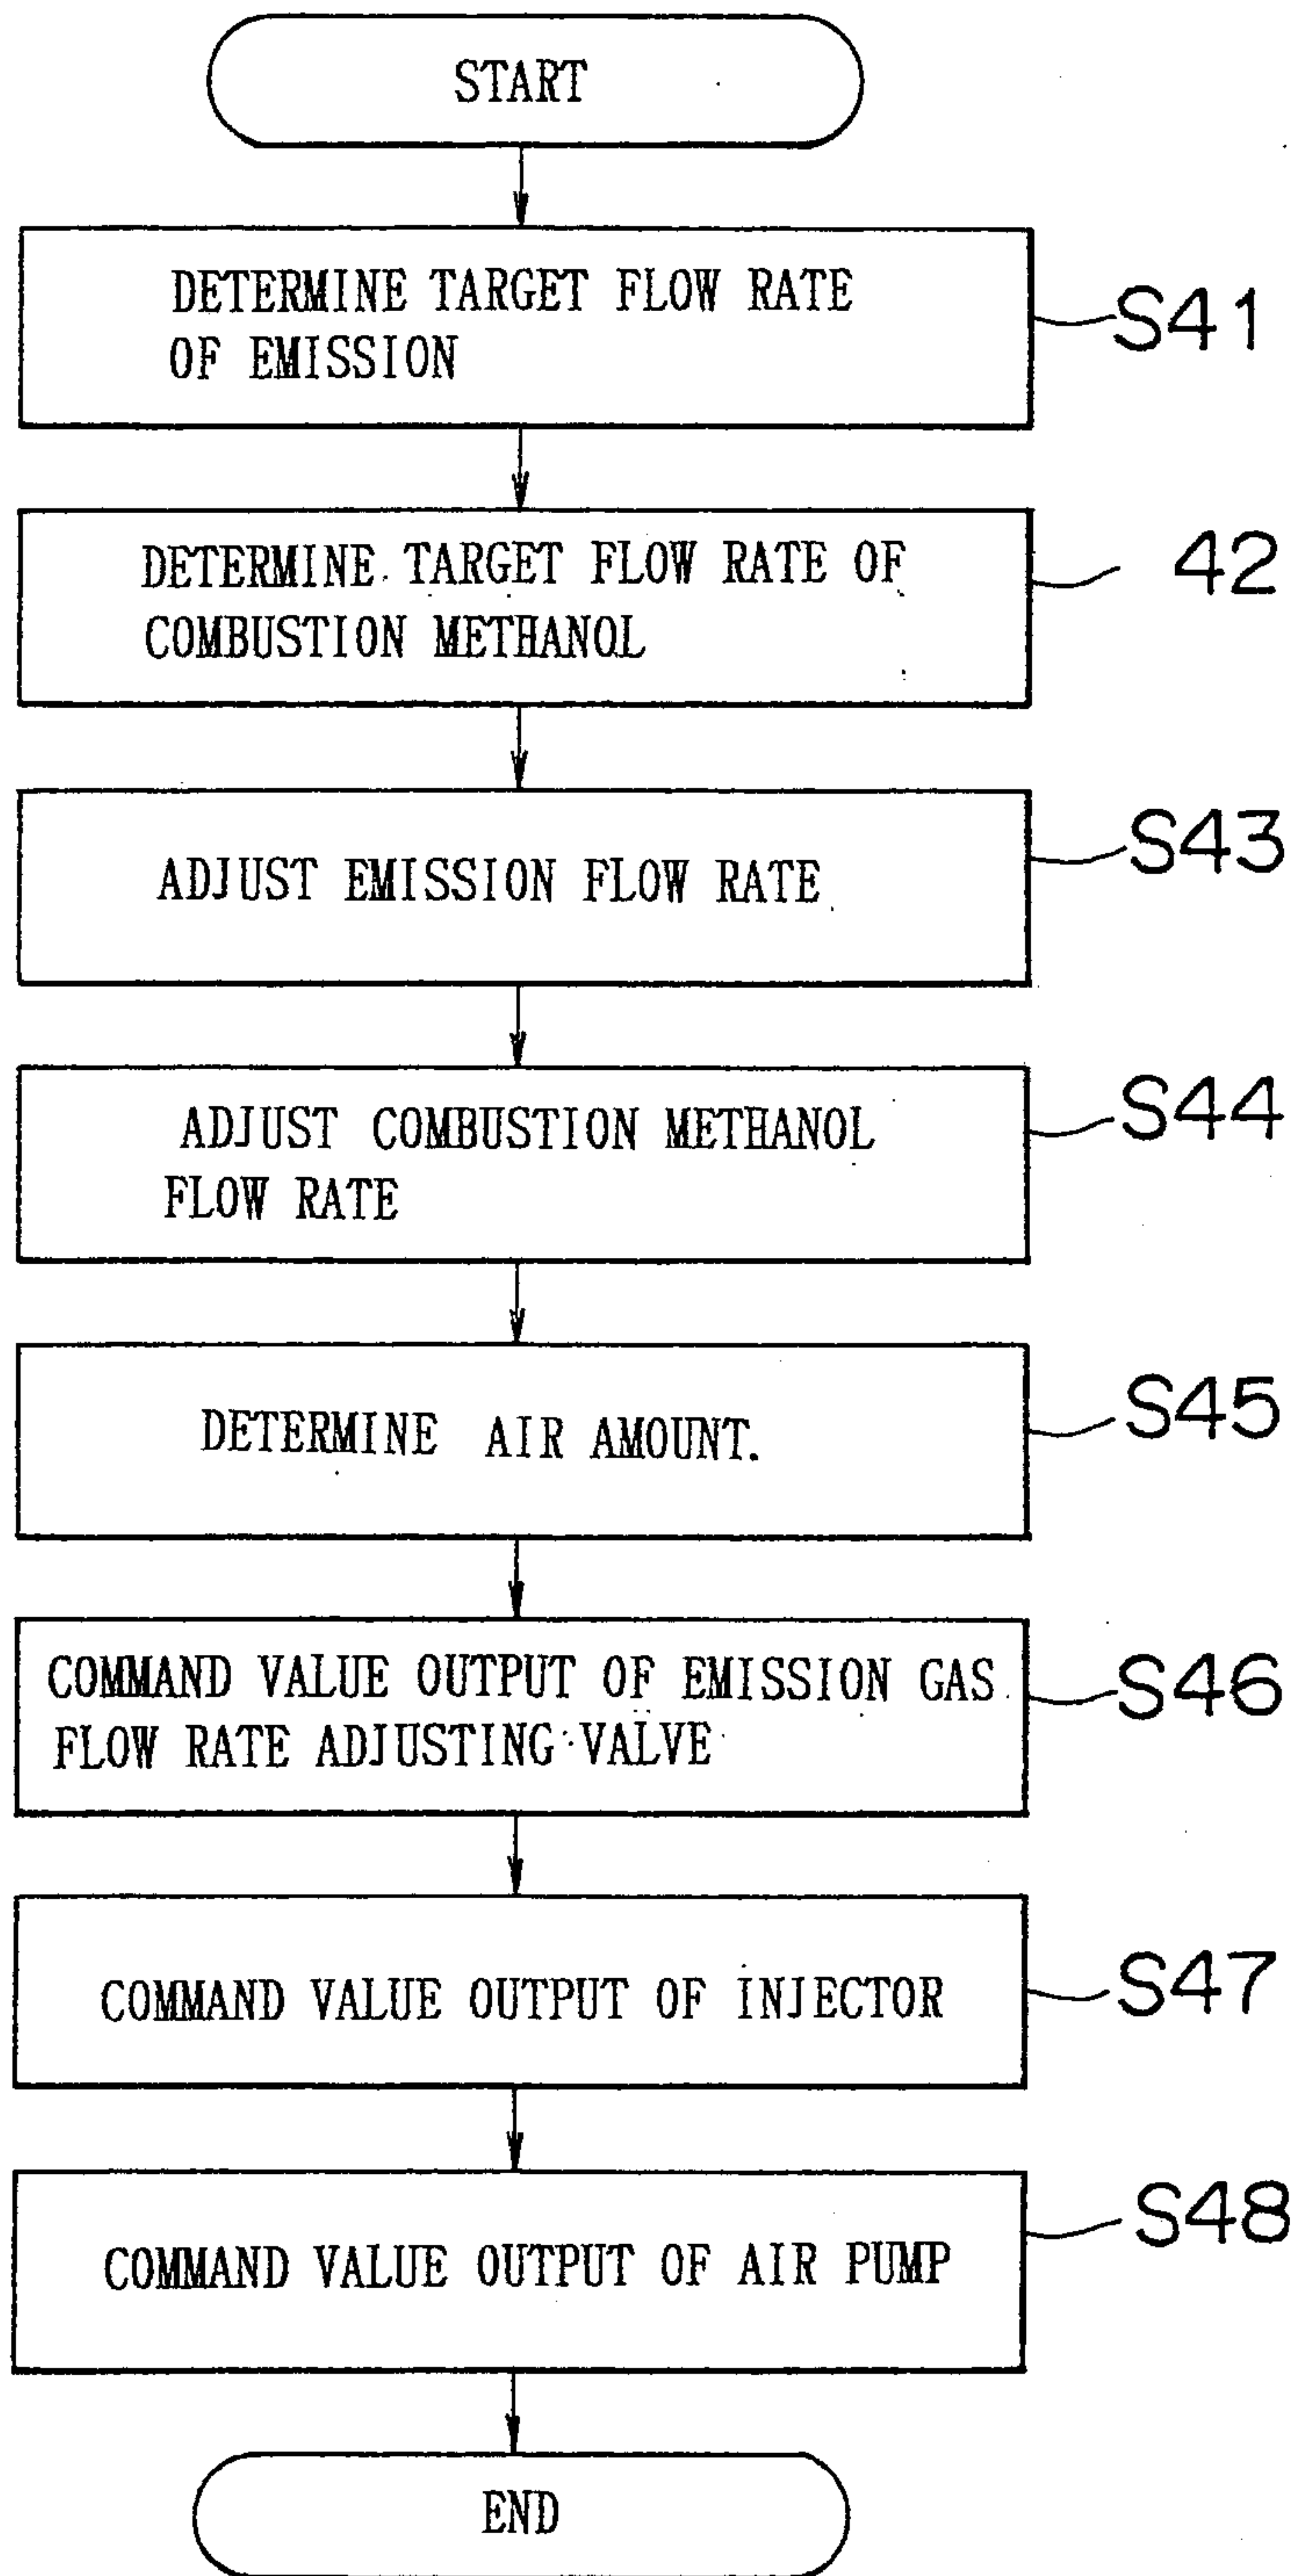 START
DETERMINE TARGET FLOW RATE
OF EMISSION
S41
DETERMINE TARGET FLOW RATE OF
COMBUSTION METHANOL
42
ADJUST EMISSION FLOW RATE
S43
ADJUST COMBUSTION METHANOL
FLOW RATE
S44
DETERMINE AIR AMOUNT.
S45
COMMAND VALUE OUTPUT OF EMISSION GAS
FLOW RATE ADJUSTING VALVE
S46
COMMAND VALUE OUTPUT OF INJECTOR
S47
COMMAND VALUE OUTPUT OF AIR PUMP
S48
END